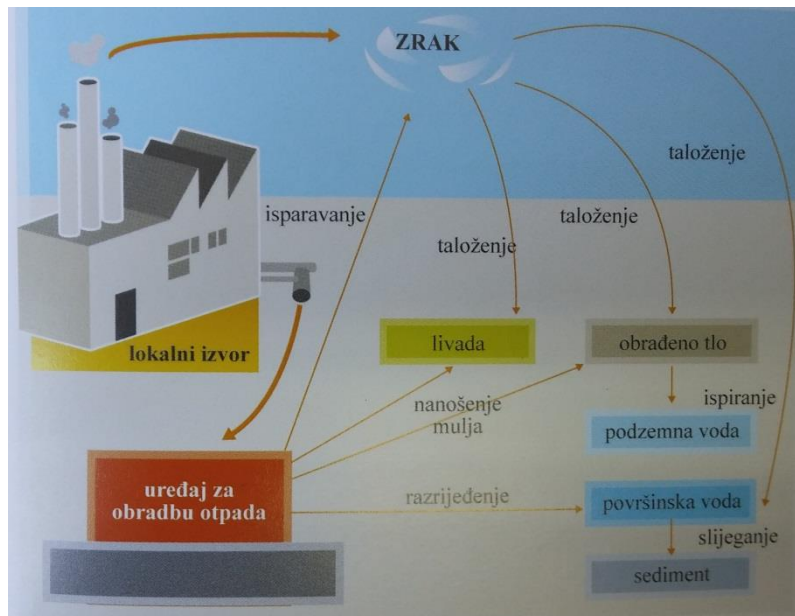 ZRAK
taloženje
isparavanje
taloženje
taloženje
lokalni izvor
livada
obrađeno tlo
nanošenje
mulja
ispiranje
podzemna voda
uređaj za
obradbu otpada
razrijeđenje
površinska voda
slijeganje
sediment